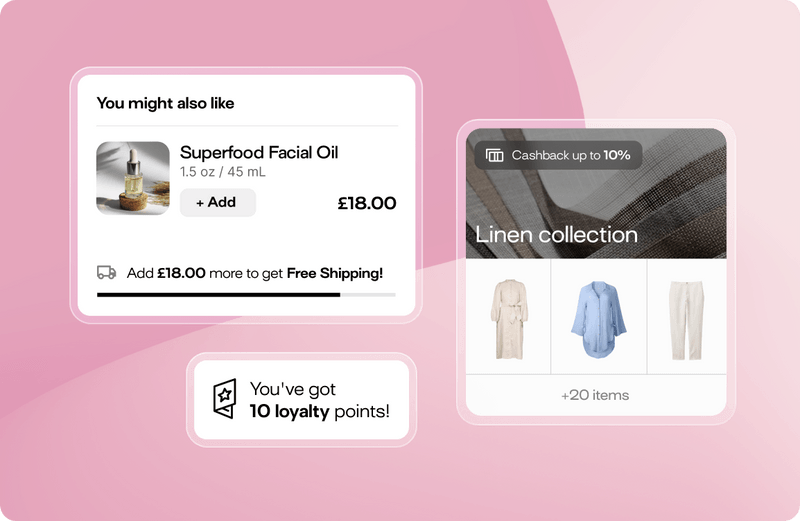 You might also like
Superfood Facial Oil
1.5 oz / 45 mL
+ Add
£18.00
Add £18.00 more to get Free Shipping!
You've got
10 loyalty points!
Cashback up to 10%
Linen collection
+20 items